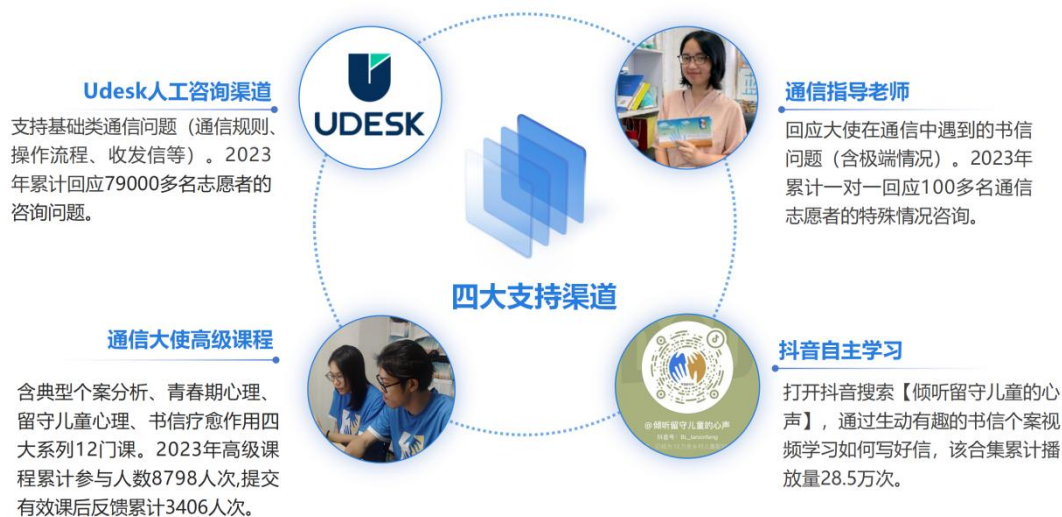 Udesk人工咨询渠道
支持基础类通信问题（通信规则、
操作流程、收发信等）。2023
年累计回应79000多名志愿者的
咨询问题。
UDESK
通信指导老师
回应大使在通信中遇到的书信
问题（含极端情况）。2023年
累计一对一回应100多名通信
志愿者的特殊情况咨询。
四大支持渠道
通信大使高级课程
含典型个案分析、青春期心理、
留守儿童心理、书信疗愈作用四
大系列12门课。2023年高级课
程累计参与人数8798人次,提交
有效课后反馈累计3406人次。
@倾听留守儿童的心声
抖音自主学习
打开抖音搜索【倾听留守儿童的心
声】，通过生动有趣的书信个案视
频学习如何写好信，该合集累计播
放量28.5万次。